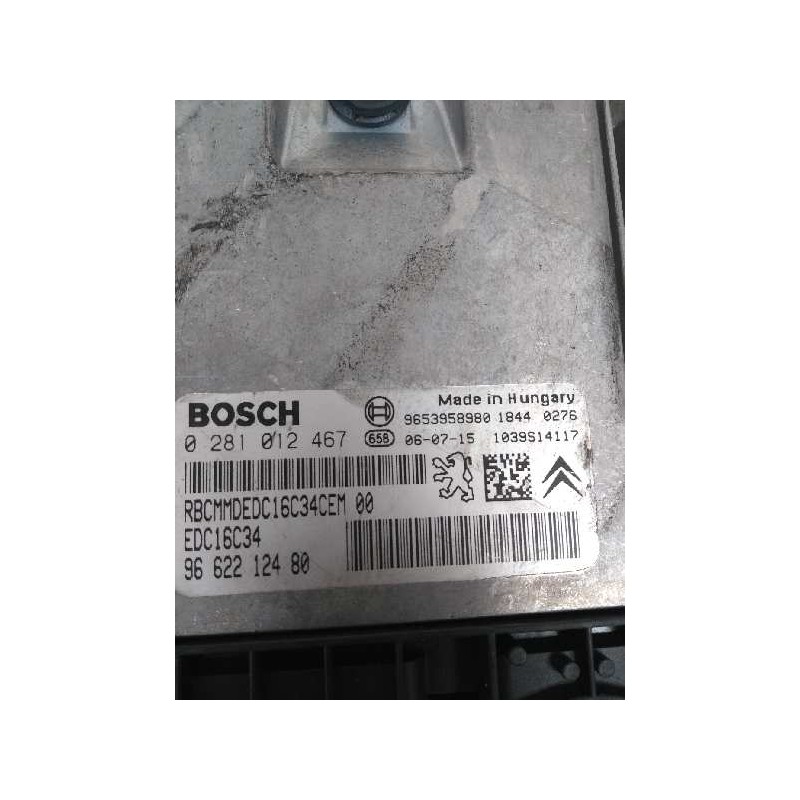 BOSCH
Made in Hungary
9653958980 1844 0276
0 281 012 467
658 06-07-15 1039S14117
RBCMMDEDC16C34CEM 00
EDC16C34
96 622 124 80